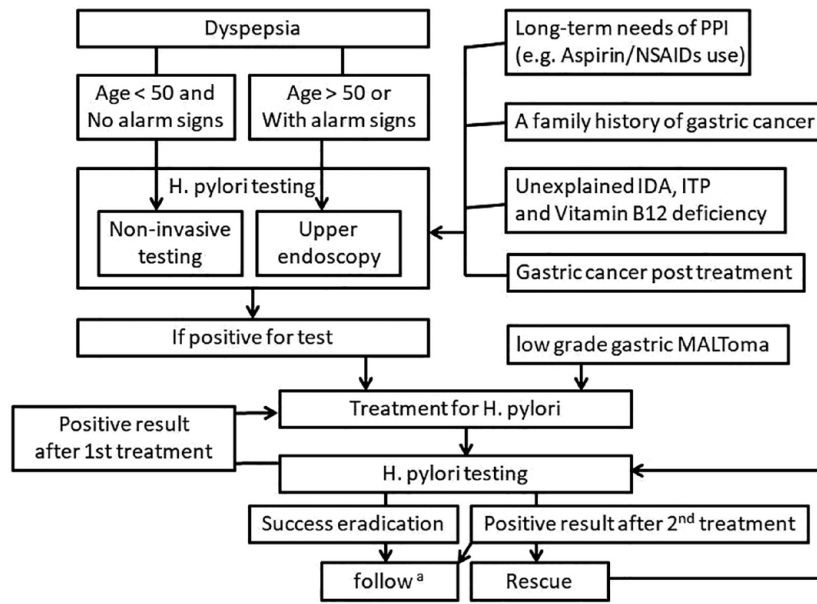 Dyspepsia
Age < 50 and
No alarm signs
Age > 50 or
With alarm signs
H. pylori testing
Non-invasive
testing
Upper
endoscopy
If positive for test
Long-term needs of PPI
(e.g. Aspirin/NSAIDs use)
A family history of gastric cancer
Unexplained IDA, ITP
and Vitamin B12 deficiency
Gastric cancer post treatment
low grade gastric MALToma
Treatment for H. pylori
Positive result
after 1st treatment
H. pylori testing
Success eradication
Positive result after 2nd treatment
follow a
Rescue